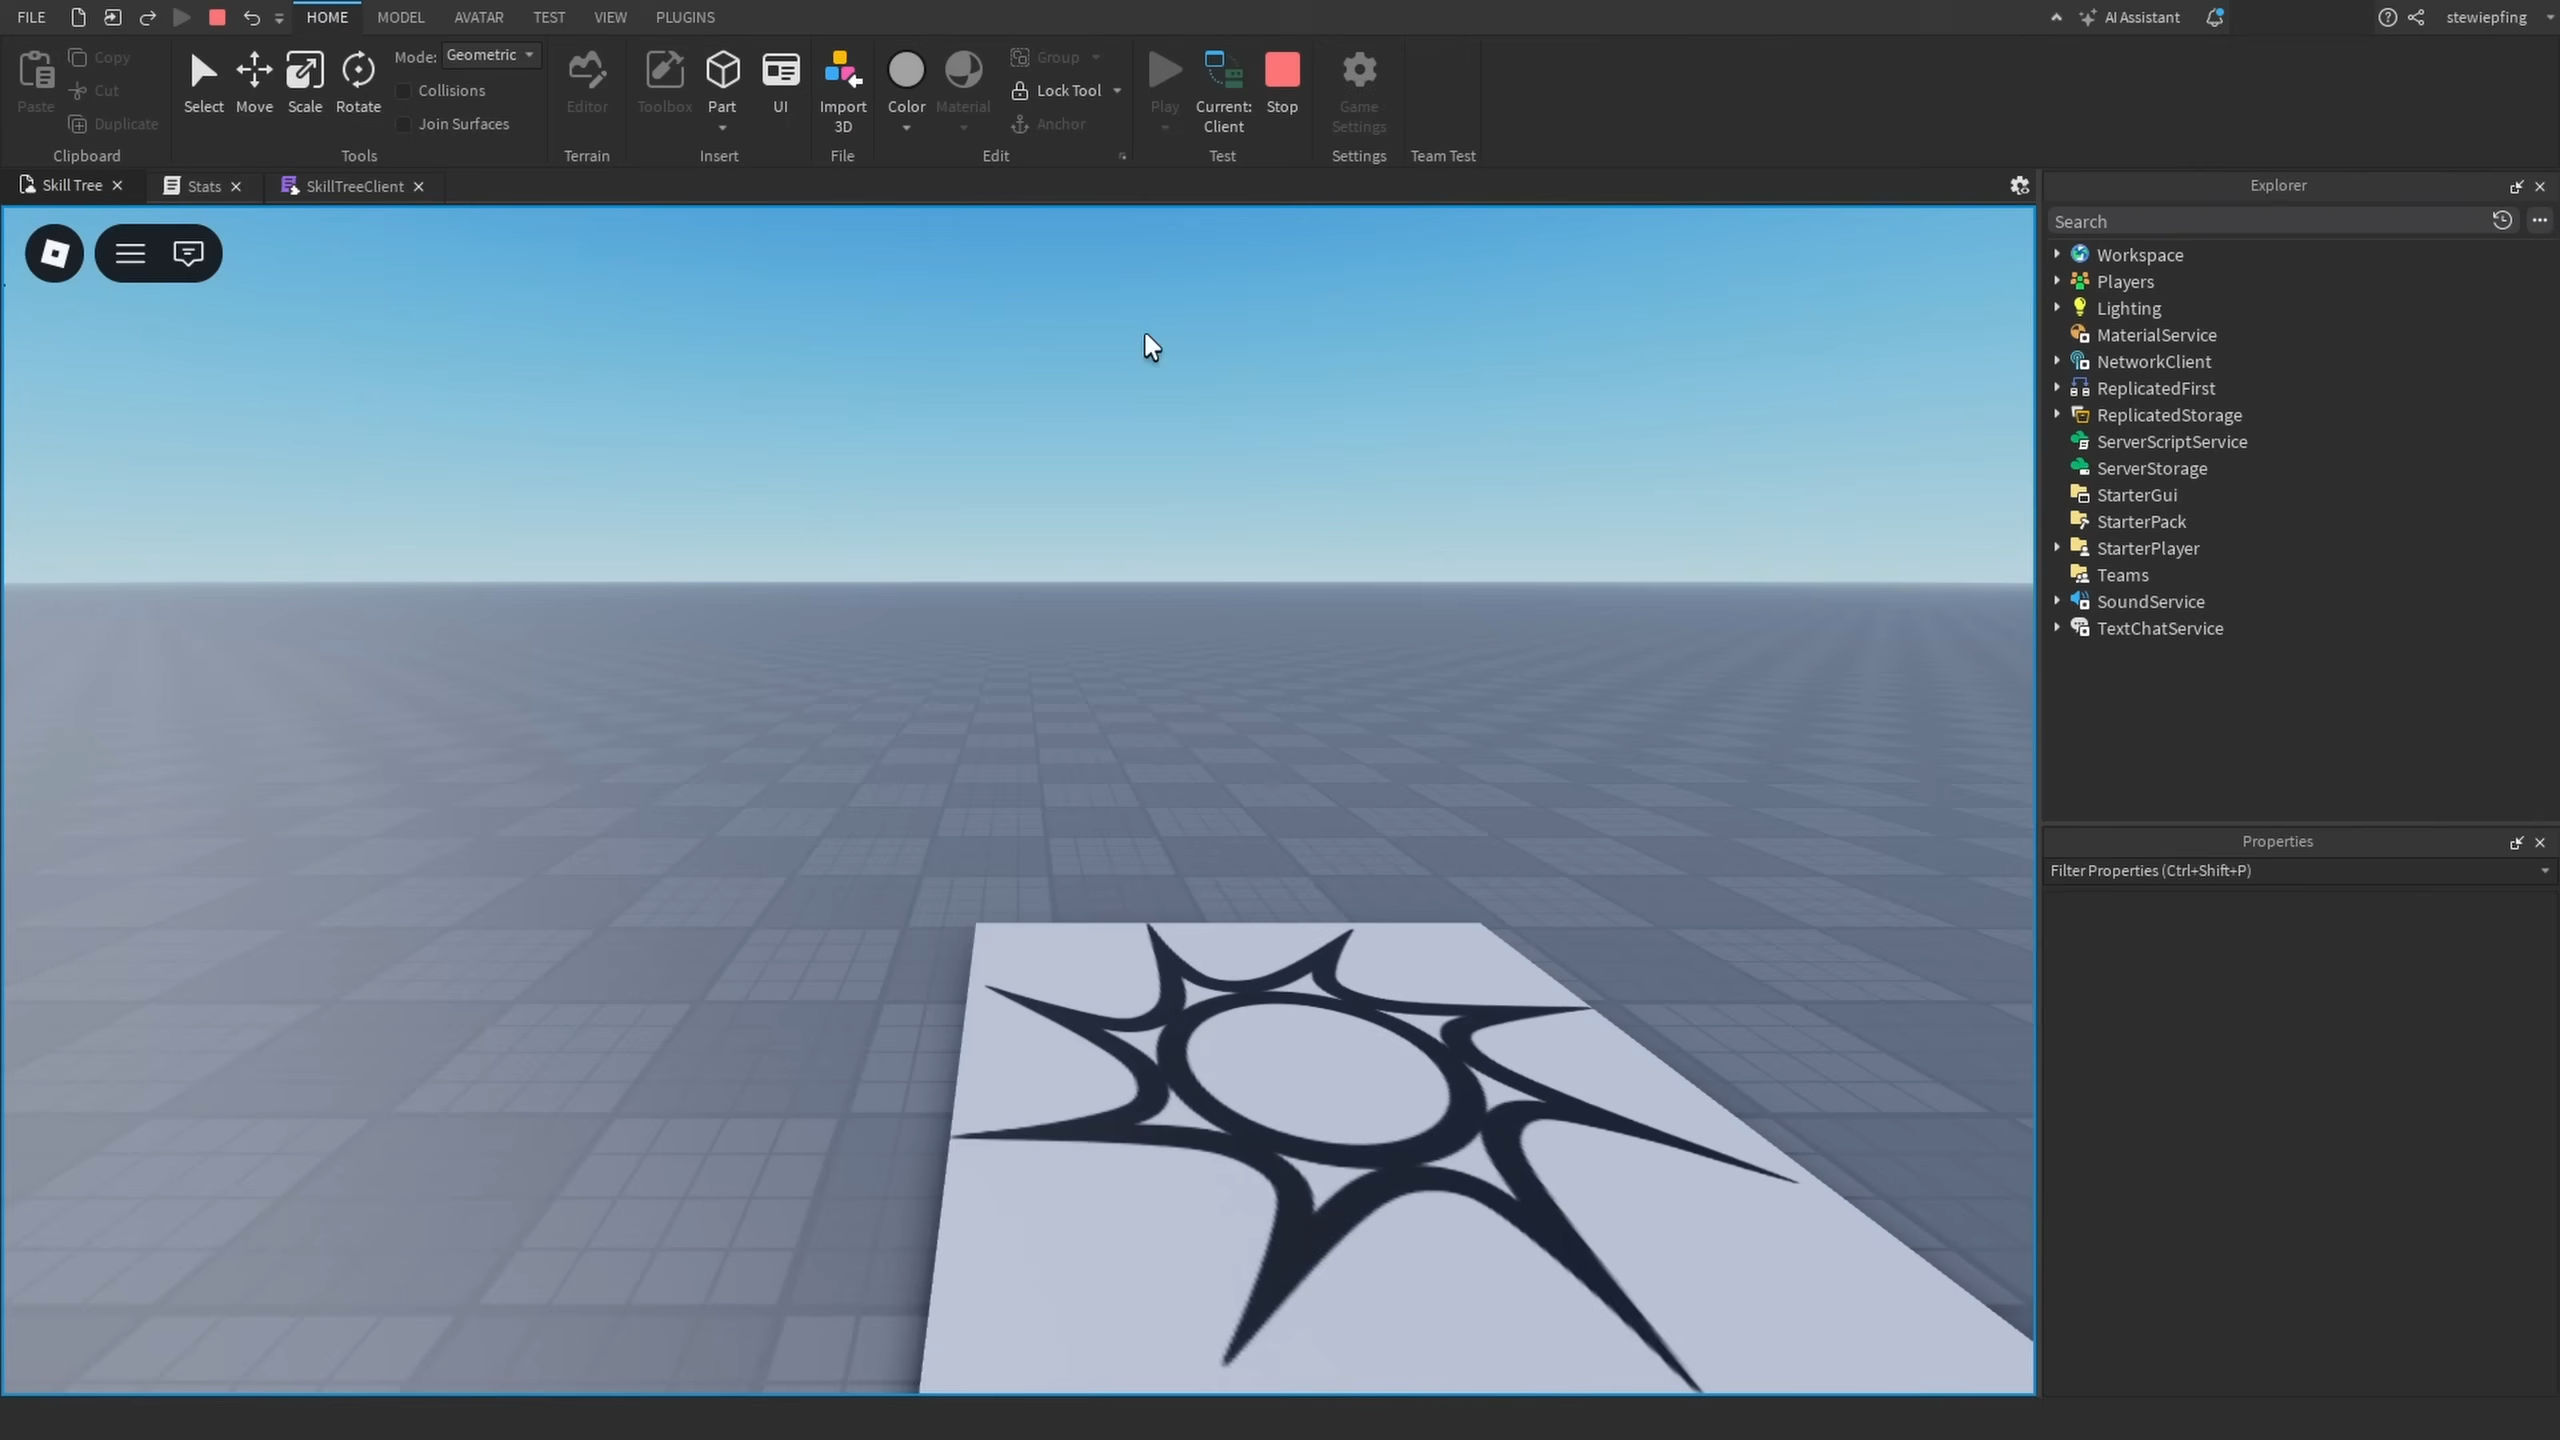 FILE HOME MODEL AVATAR TEST VIEW PLUGINS AI Assistant stewiepfing
Paste
Copy
Cut
Duplicate
Clipboard
Select Move Scale Rotate
Mode: Geometric
Collisions
Join Surfaces
Tools
Editor
Terrain
Toolbox Part UI
Insert
Import
3D
File
Color Material
Group
Lock Tool
Anchor
Edit
Play
Current:
Client
Stop
Test
Game
Settings
Settings
Team Test
Skill Tree Stats SkillTreeClient
Explorer
Search
Workspace
Players
Lighting
MaterialService
NetworkClient
ReplicatedFirst
ReplicatedStorage
ServerScriptService
ServerStorage
StarterGui
StarterPack
StarterPlayer
Teams
SoundService
TextChatService
Properties
Filter Properties (Ctrl+Shift+P)